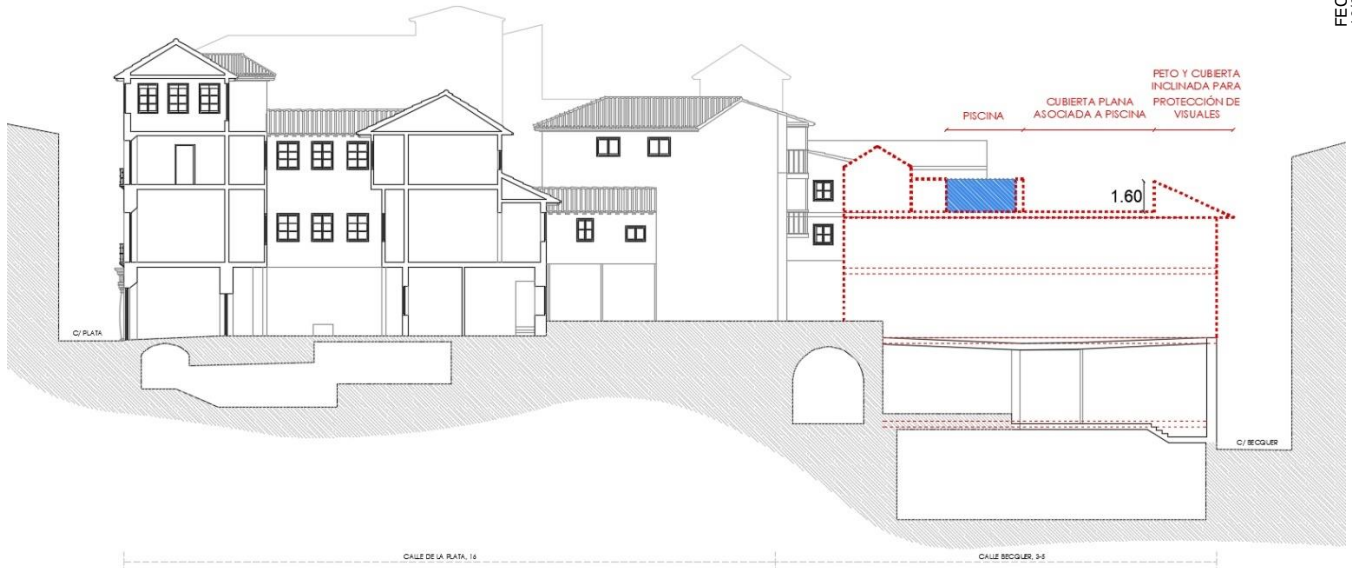 PISCINA
CUBIERTA PLANA
ASOCIADA A PISCINA
PETO Y CUBIERTA
INCLINADA PARA
PROTECCIÓN DE
VISUALES
1.60
C/ PLATA
C/ BECQUER
CALLE DE LA PLATA, 16
CALLE BECQUER, 3-5